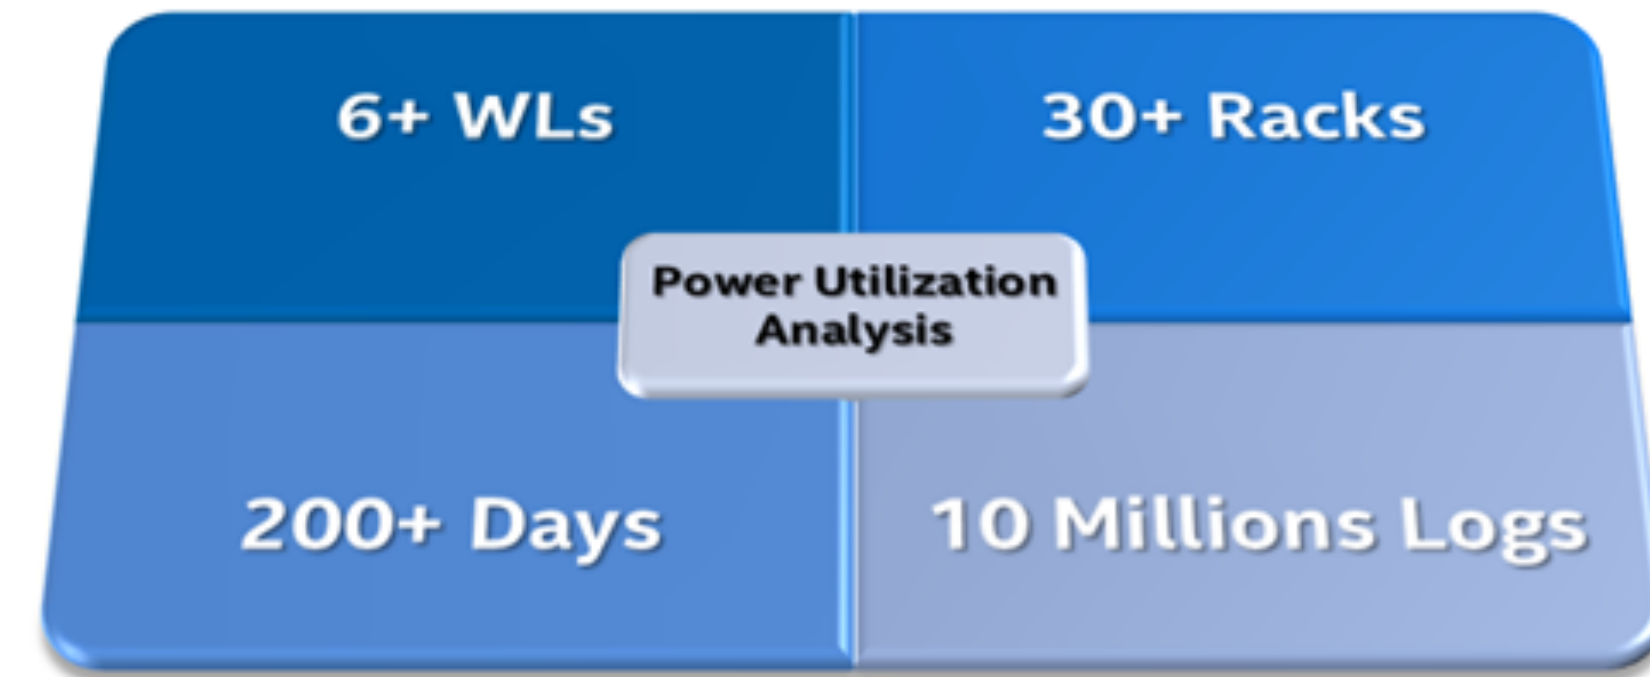 6+ WLs
30+ Racks
Power Utilization
Analysis
200+ Days
10 Millions Logs